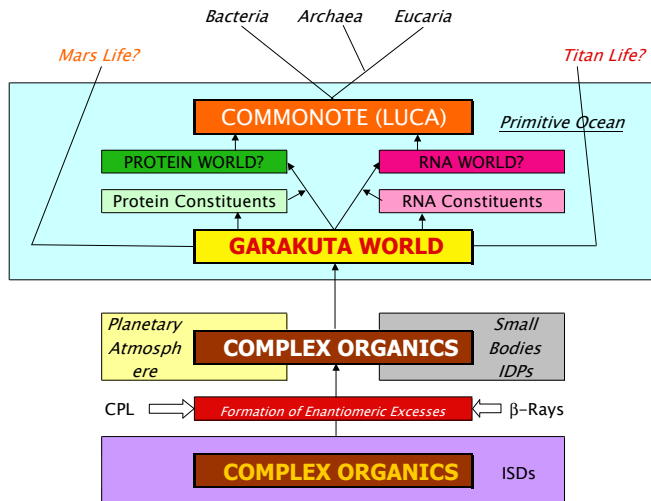 Bacteria Archaea Eucaria
Mars Life? Titan Life?
COMMONOTE (LUCA)
Primitive Ocean
PROTEIN WORLD? RNA WORLD?
Protein Constituents RNA Constituents
GARAKUTA WORLD
Planetary
Atmosph
ere
COMPLEX ORGANICS
Small
Bodies
IDPs
CPL Formation of Enantiomeric Excesses β-Rays
COMPLEX ORGANICS ISDs